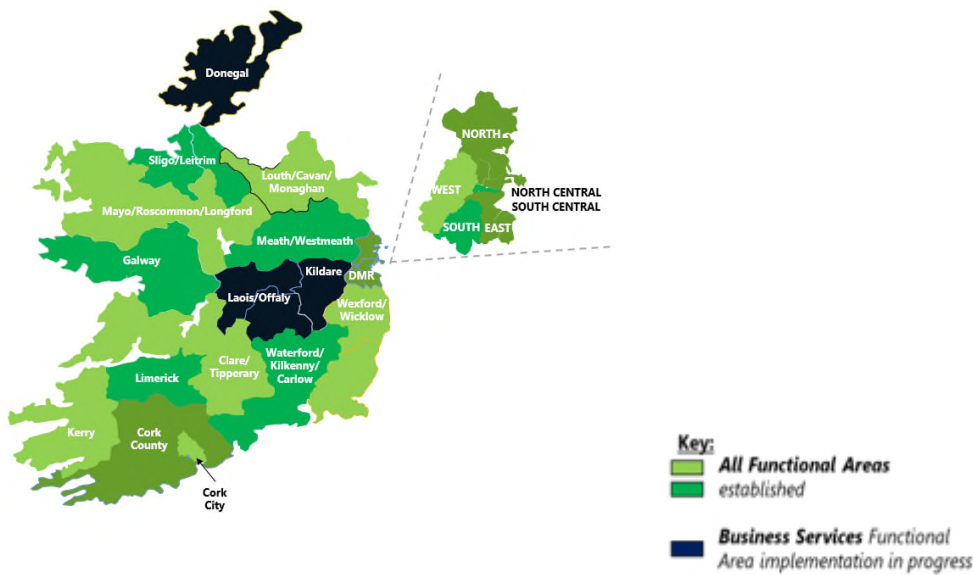 Donegal
Sligo/Leitrim
Louth/Cavan/
Monaghan
Mayo/Roscommon/Longford
Meath/Westmeath
Galway
Kildare
DMR
Laois/Offaly
Wexford/
Wicklow
Clare/
Tipperary
Waterford/
Kilkenny/
Carlow
Limerick
Kerry
Cork
County
Cork
City
NORTH
WEST
NORTH CENTRAL
SOUTH CENTRAL
SOUTH
EAST
Key:
All Functional Areas
established
Business Services Functional
Area implementation in progress